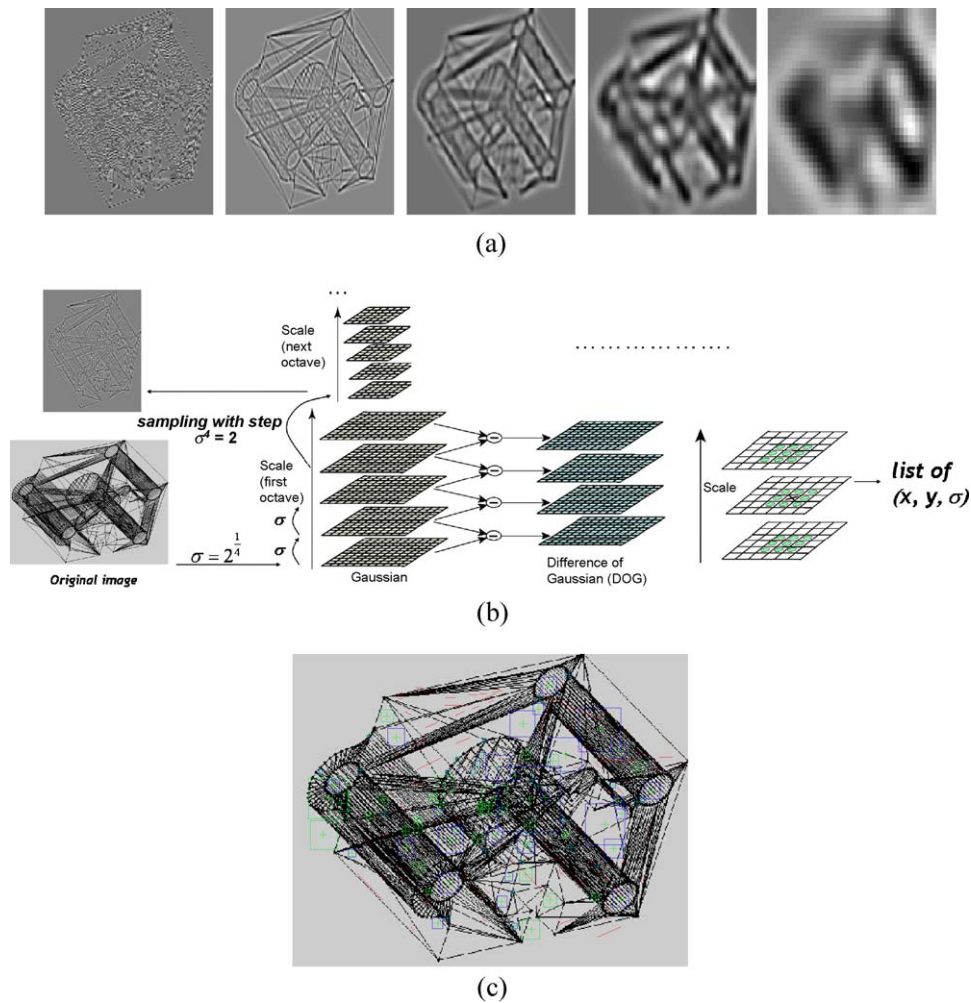 (a)
...
Scale
(next
octave)
.......................
sampling with step
σ⁴ = 2
Scale
(first
octave)
σ
σ
σ = 2^{1/4}
Original image
Gaussian
Difference of
Gaussian (DOG)
Scale
list of
(x, y, σ)
(b)
(c)